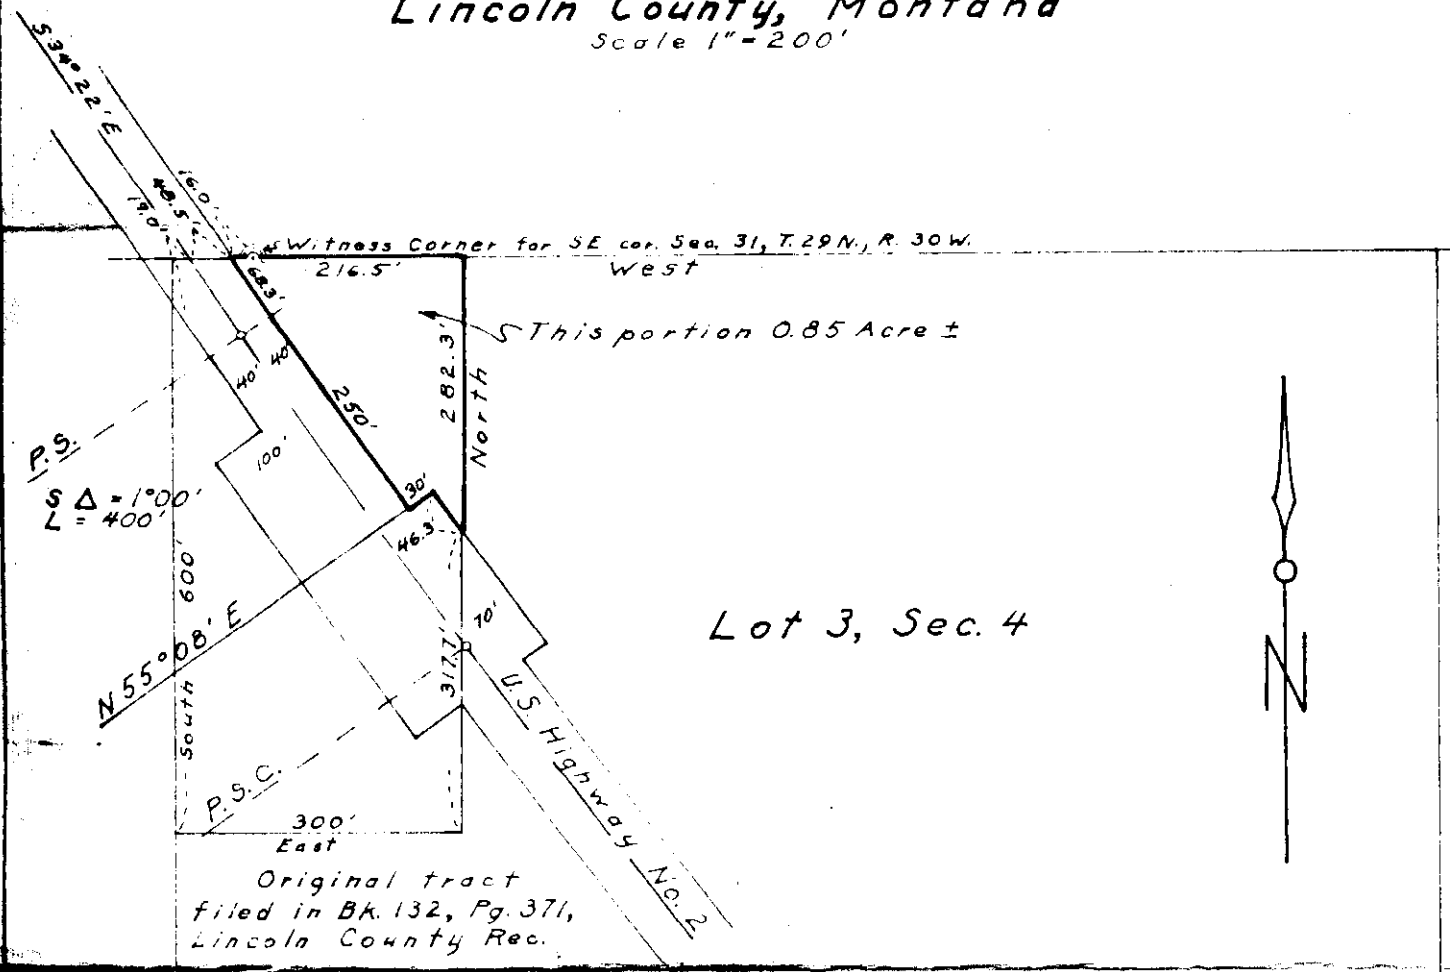 Lincoln County, Montana
Scale 1"=200'
S 34° 22' E
16.0'
48.5'
19.0'
Witness Corner for SE cor. Sec. 31, T. 29 N., R. 30 W.
216.5'
West
68.3'
This portion 0.85 Acre ±
282.3'
North
40'
40'
250'
P.S.
100'
30'
S Δ = 1°00'
L = 400'
46.3'
600'
South
N 55° 08' E
70'
317.7'
Lot 3, Sec. 4
N
U.S. Highway No. 2
P.S.C.
300'
East
Original tract
filed in Bk. 132, Pg. 371,
Lincoln County Rec.